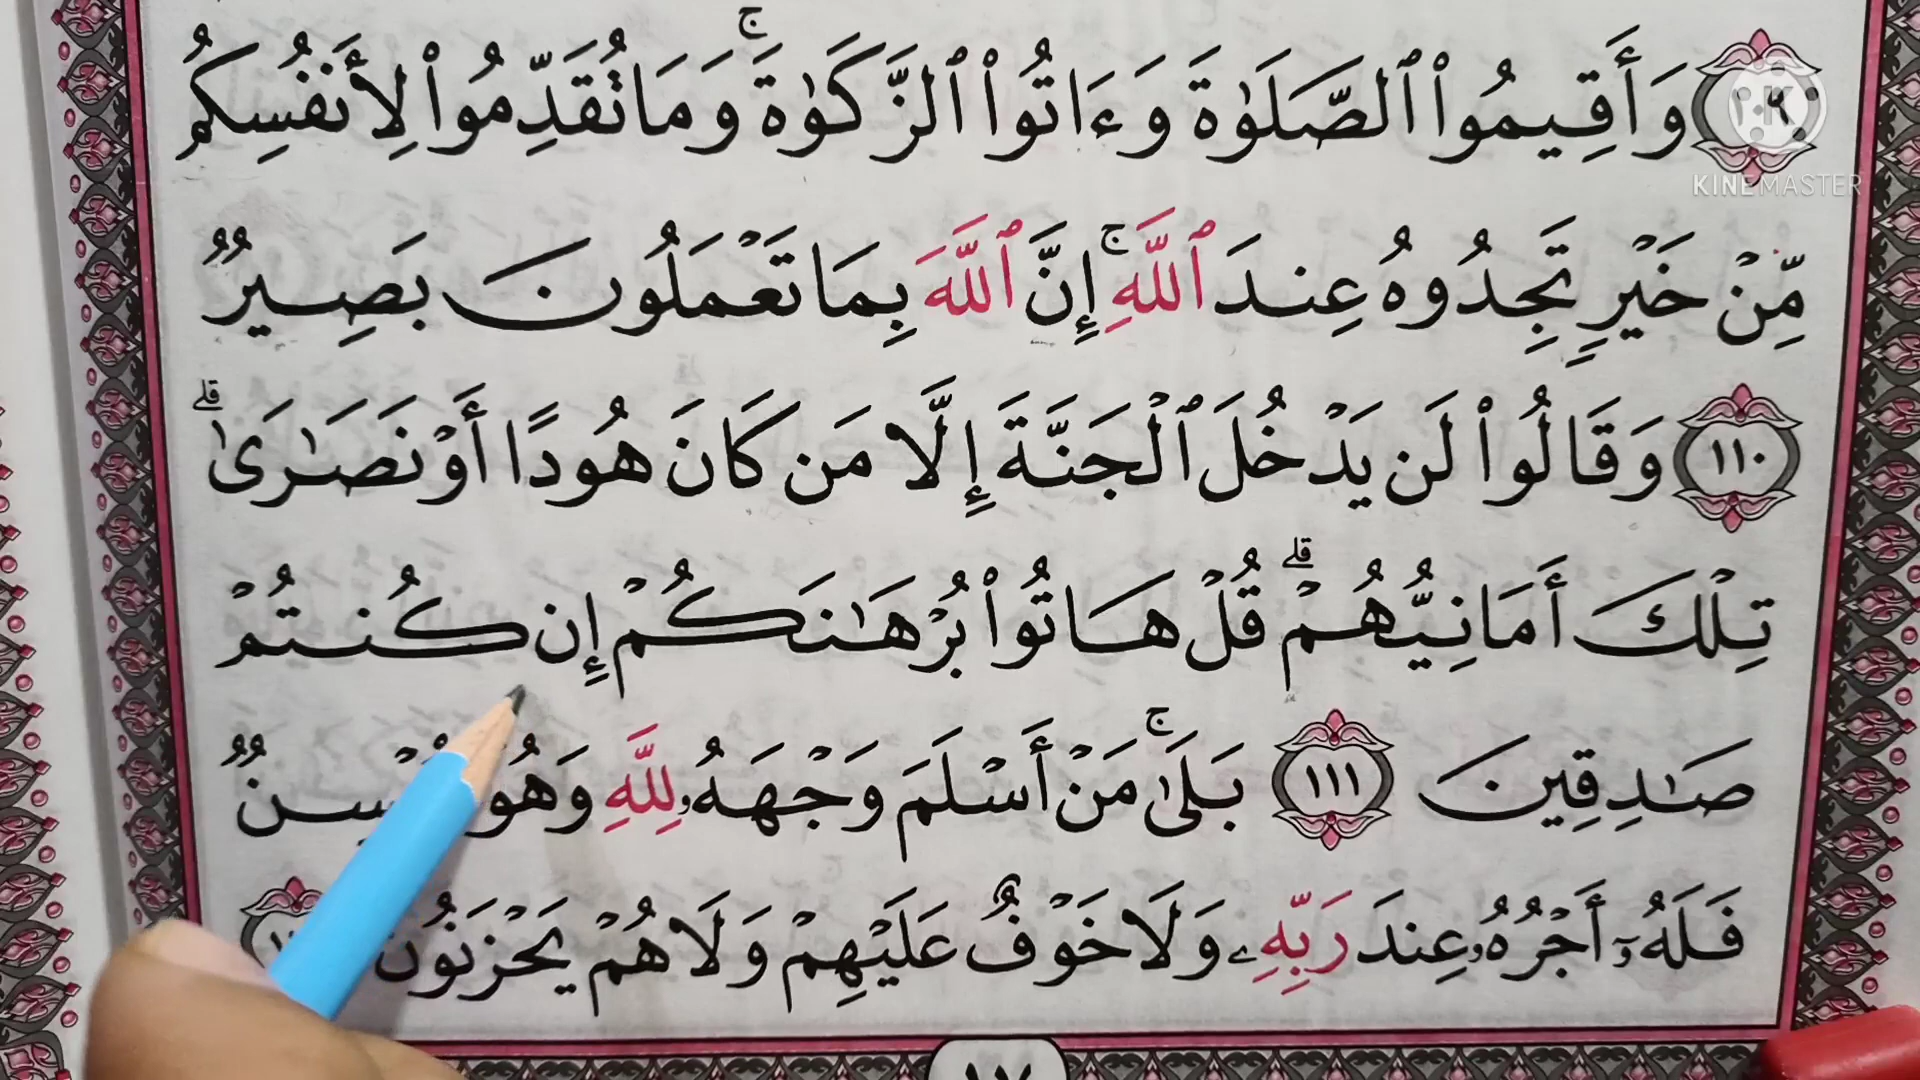 وَأَقِيمُوا۟ ٱلصَّلَوٰةَ وَءَاتُوا۟ ٱلزَّكَوٰةَ ۚ وَمَا تُقَدِّمُوا۟ لِأَنفُسِكُم
KINEMASTER
مِّنْ خَيْرٍ تَجِدُوهُ عِندَ ٱللَّهِ ۚ إِنَّ ٱللَّهَ بِمَا تَعْمَلُونَ بَصِيرٌ
١١٠ وَقَالُوا۟ لَن يَدْخُلَ ٱلْجَنَّةَ إِلَّا مَن كَانَ هُودًا أَوْ نَصَـٰرَىٰ ۗ
تِلْكَ أَمَانِيُّهُمْ ۗ قُلْ هَاتُوا۟ بُرْهَـٰنَكُمْ إِن كُنتُمْ
صَـٰدِقِينَ ١١١ بَلَىٰ ۚ مَنْ أَسْلَمَ وَجْهَهُۥ لِلَّهِ وَهُوَ
فَلَهُۥٓ أَجْرُهُۥ عِندَ رَبِّهِۦ وَلَا خَوْفٌ عَلَيْهِمْ وَلَا هُمْ يَحْزَنُونَ
١٧